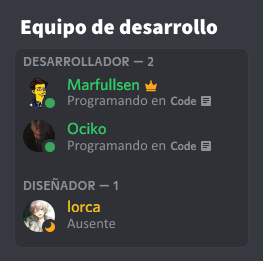 Equipo de desarrollo
DESARROLLADOR — 2
Marfullsen
Programando en Code
Ociko
Programando en Code
DISEÑADOR — 1
lorca
Ausente